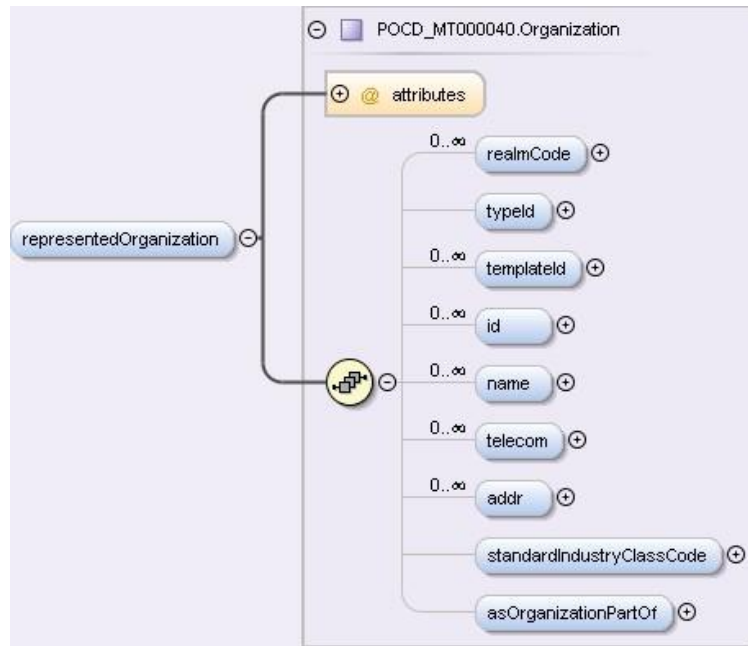 POCD_MT000040.Organization
@ attributes
0..∞
realmCode
typeId
0..∞
templateId
0..∞
id
0..∞
name
0..∞
telecom
0..∞
addr
standardIndustryClassCode
asOrganizationPartOf
representedOrganization